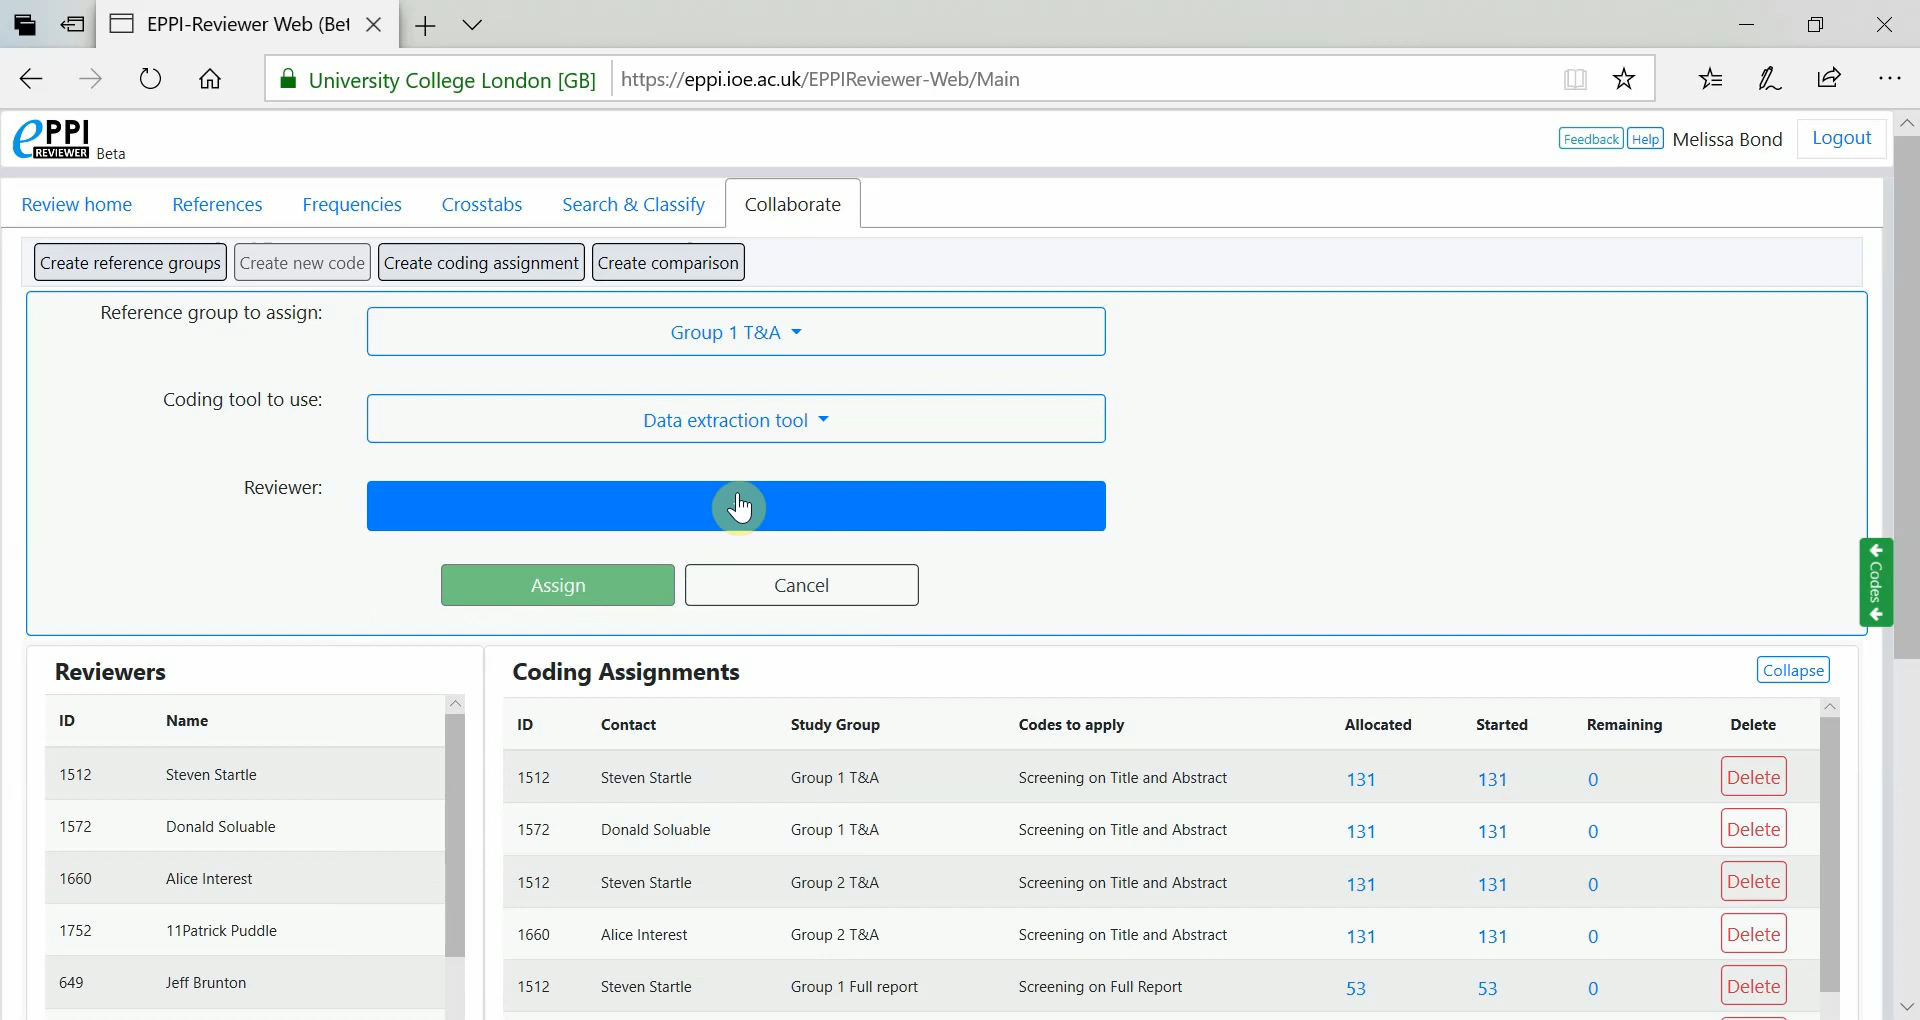 EPPI-Reviewer Web (Bet
University College London [GB] https://eppi.ioe.ac.uk/EPPIReviewer-Web/Main
ePPI REVIEWER Beta
Feedback Help Melissa Bond Logout
Review home References Frequencies Crosstabs Search & Classify Collaborate
Create reference groups Create new code Create coding assignment Create comparison
Reference group to assign: Group 1 T&A
Coding tool to use: Data extraction tool
Reviewer:
Assign Cancel
Codes
Reviewers
ID Name
1512 Steven Startle
1572 Donald Soluable
1660 Alice Interest
1752 11Patrick Puddle
649 Jeff Brunton
Coding Assignments Collapse
ID Contact Study Group Codes to apply Allocated Started Remaining Delete
1512 Steven Startle Group 1 T&A Screening on Title and Abstract 131 131 0 Delete
1572 Donald Soluable Group 1 T&A Screening on Title and Abstract 131 131 0 Delete
1512 Steven Startle Group 2 T&A Screening on Title and Abstract 131 131 0 Delete
1660 Alice Interest Group 2 T&A Screening on Title and Abstract 131 131 0 Delete
1512 Steven Startle Group 1 Full report Screening on Full Report 53 53 0 Delete